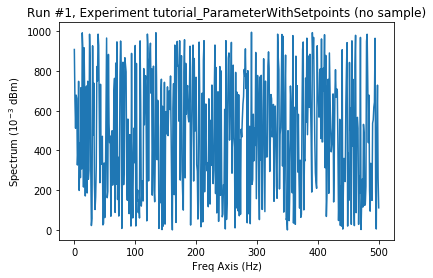 Run #1, Experiment tutorial_ParameterWithSetpoints (no sample)
1000
800
600
400
200
0
Spectrum (10⁻³ dBm)
0 100 200 300 400 500
Freq Axis (Hz)